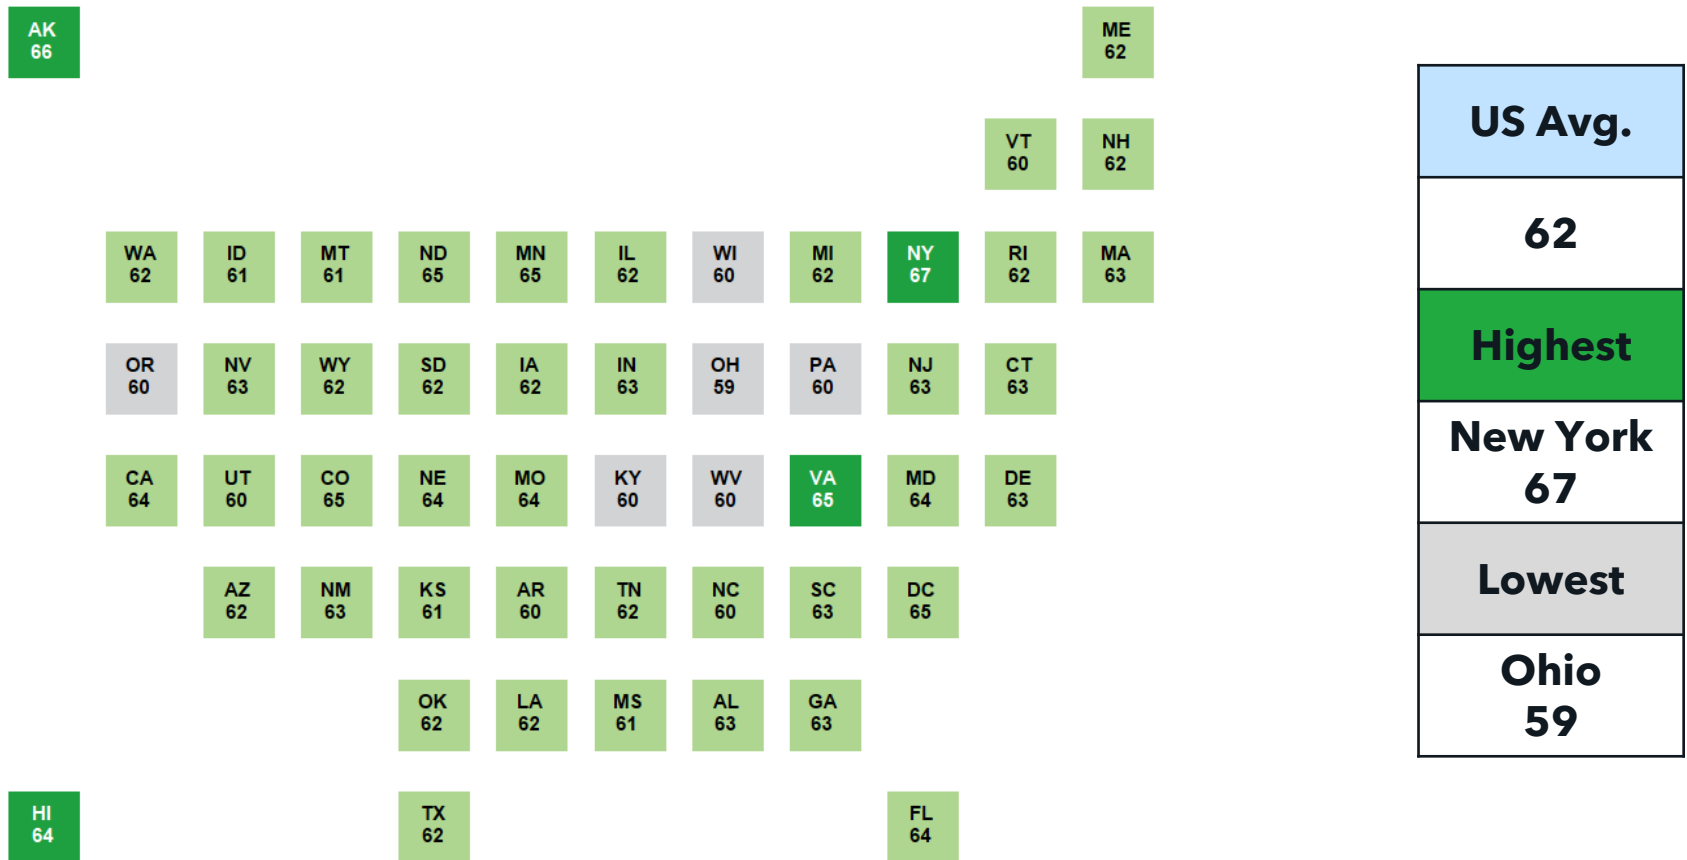 AK
66
ME
62
VT
60
NH
62
WA
62
ID
61
MT
61
ND
65
MN
65
IL
62
WI
60
MI
62
NY
67
RI
62
MA
63
OR
60
NV
63
WY
62
SD
62
IA
62
IN
63
OH
59
PA
60
NJ
63
CT
63
CA
64
UT
60
CO
65
NE
64
MO
64
KY
60
WV
60
VA
65
MD
64
DE
63
AZ
62
NM
63
KS
61
AR
60
TN
62
NC
60
SC
63
DC
65
OK
62
LA
62
MS
61
AL
63
GA
63
HI
64
TX
62
FL
64
US Avg.
62
Highest
New York
67
Lowest
Ohio
59